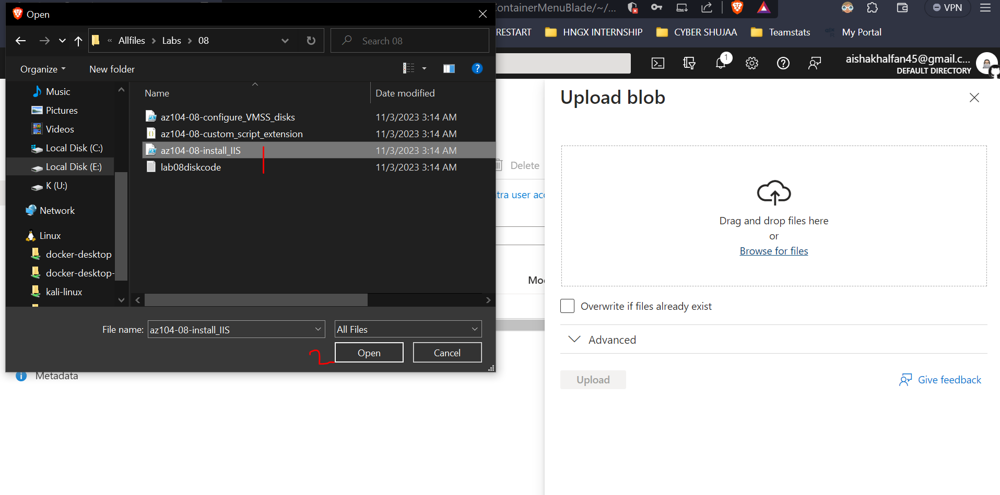 Open
ontainerMenuBlade/~/...
VPN
« Allfiles > Labs > 08
Search 08
RESTART
HNGX INTERNSHIP
CYBER SHUJAA
Teamstats
My Portal
Organize
New folder
?
1
aishakhalfan45@gmail.c...
DEFAULT DIRECTORY
Name
Date modified
Music
Pictures
Videos
Local Disk (C:)
Local Disk (E:)
K (U:)
Network
Linux
docker-desktop
docker-desktop-
kali-linux
az104-08-configure_VMSS_disks 11/3/2023 3:14 AM
az104-08-custom_script_extension 11/3/2023 3:14 AM
az104-08-install_IIS 11/3/2023 3:14 AM
lab08diskcode 11/3/2023 3:14 AM
File name: az104-08-install_IIS
All Files
2
Open
Cancel
Delete
tra user acc
Mod
Metadata
Upload blob
Drag and drop files here
or
Browse for files
Overwrite if files already exist
Advanced
Upload
Give feedback